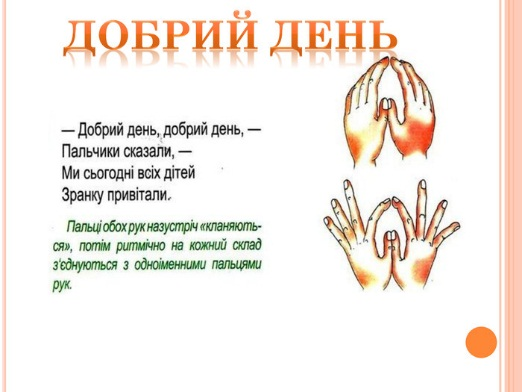 ДОБРИЙ ДЕНЬ
— Добрий день, добрий день, —
Пальчики сказали, —
Ми сьогодні всіх дітей
Зранку привітали.
Пальці обох рук назустріч «кланяють-
ся», потім ритмічно на кожний склад
з'єднуються з одноіменними пальцями
рук.